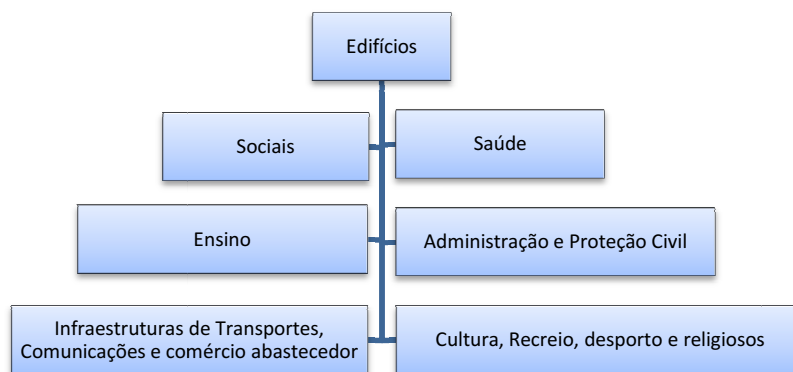 Edifícios
Sociais
Saúde
Ensino
Administração e Proteção Civil
Infraestruturas de Transportes,
Comunicações e comércio abastecedor
Cultura, Recreio, desporto e religiosos